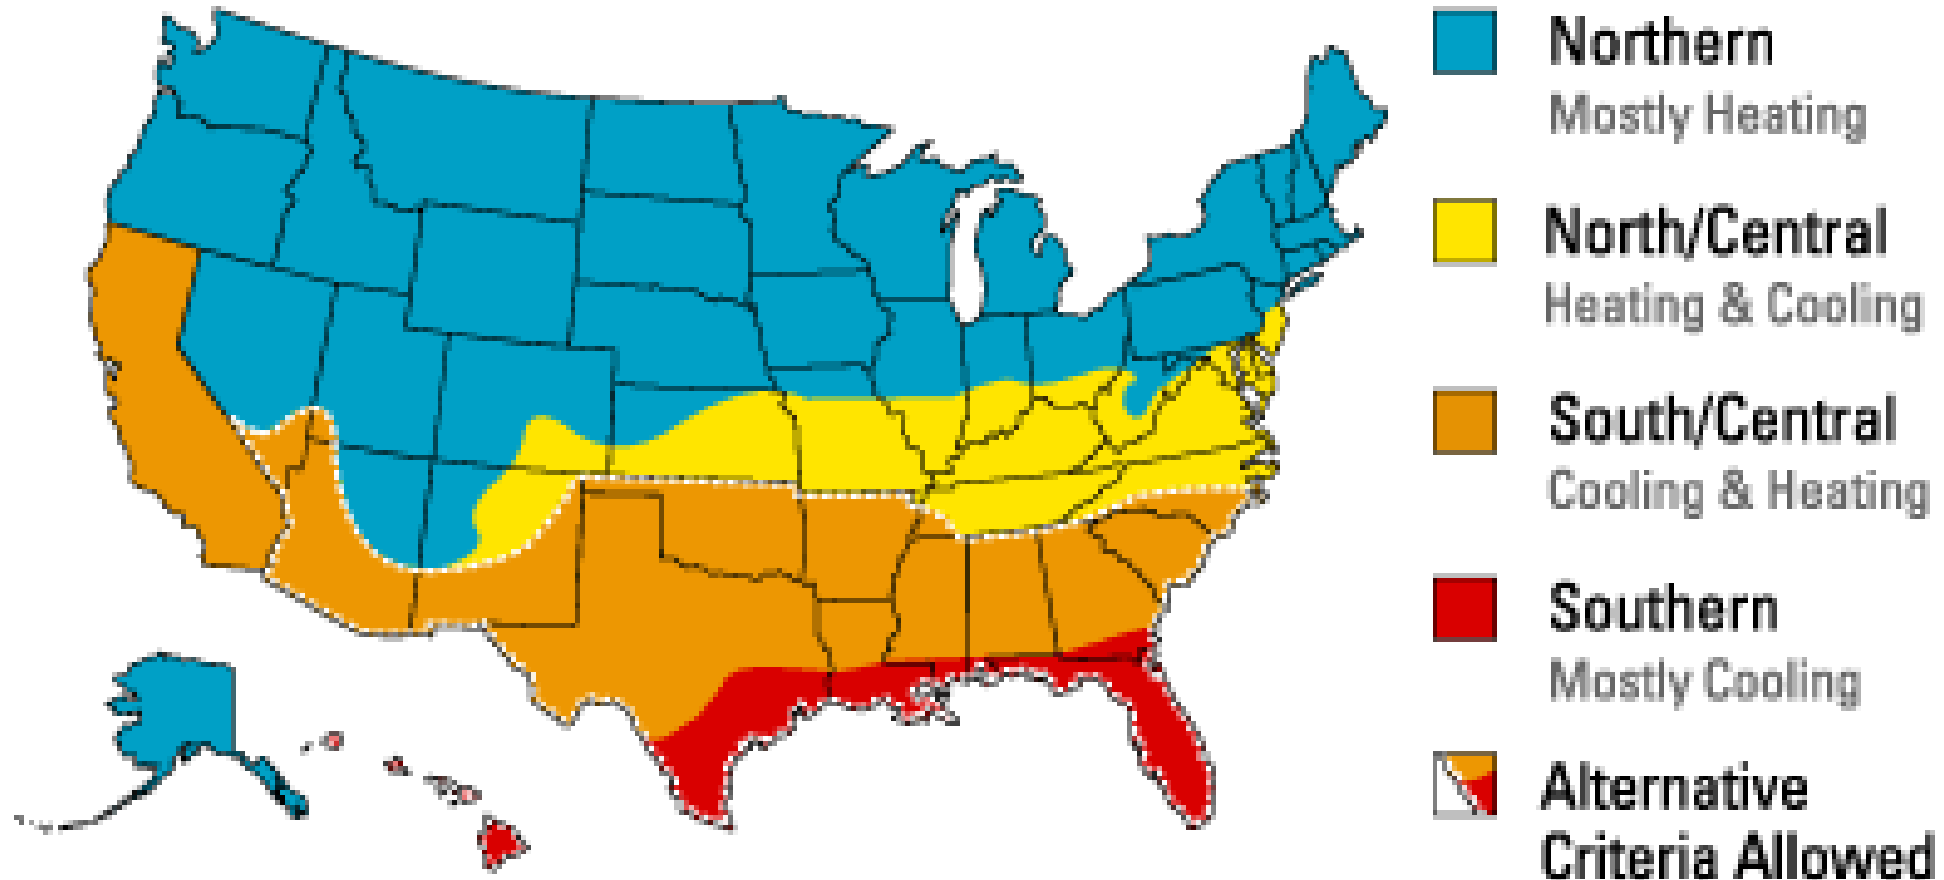 Northern
Mostly Heating
North/Central
Heating & Cooling
South/Central
Cooling & Heating
Southern
Mostly Cooling
Alternative
Criteria Allowed